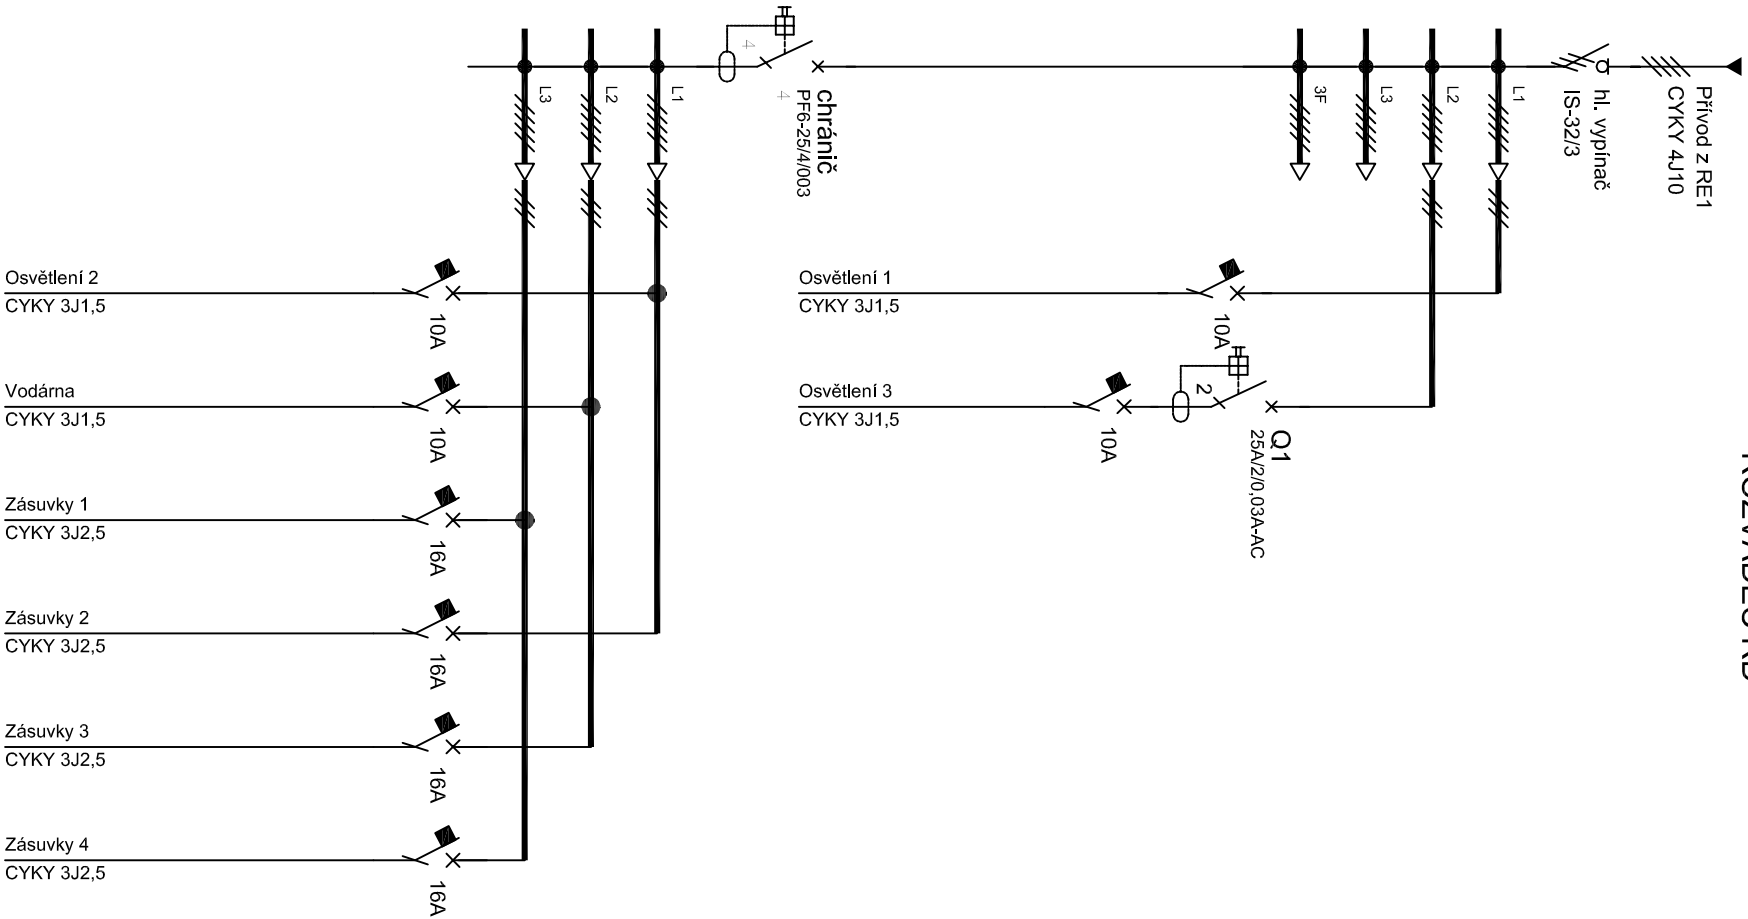 Přívod z RE1
CYKY 4J10
hl. vypínač
IS-32/3
L1
L2
L3
3F
chránič
PF6-25/4/003
4
4
L1
L2
L3
Osvětlení 1
CYKY 3J1,5
10A
Osvětlení 3
CYKY 3J1,5
10A
2
Q1
25A/2/0,03A-AC
Osvětlení 2
CYKY 3J1,5
10A
Vodárna
CYKY 3J1,5
10A
Zásuvky 1
CYKY 3J2,5
16A
Zásuvky 2
CYKY 3J2,5
16A
Zásuvky 3
CYKY 3J2,5
16A
Zásuvky 4
CYKY 3J2,5
16A